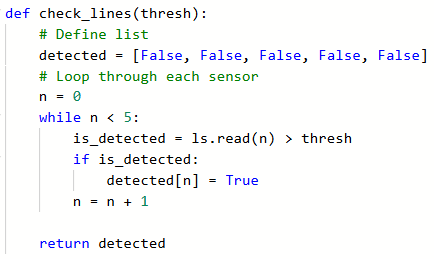 def check_lines(thresh):
    # Define list
    detected = [False, False, False, False, False]
    # Loop through each sensor
    n = 0
    while n < 5:
        is_detected = ls.read(n) > thresh
        if is_detected:
            detected[n] = True
        n = n + 1

    return detected